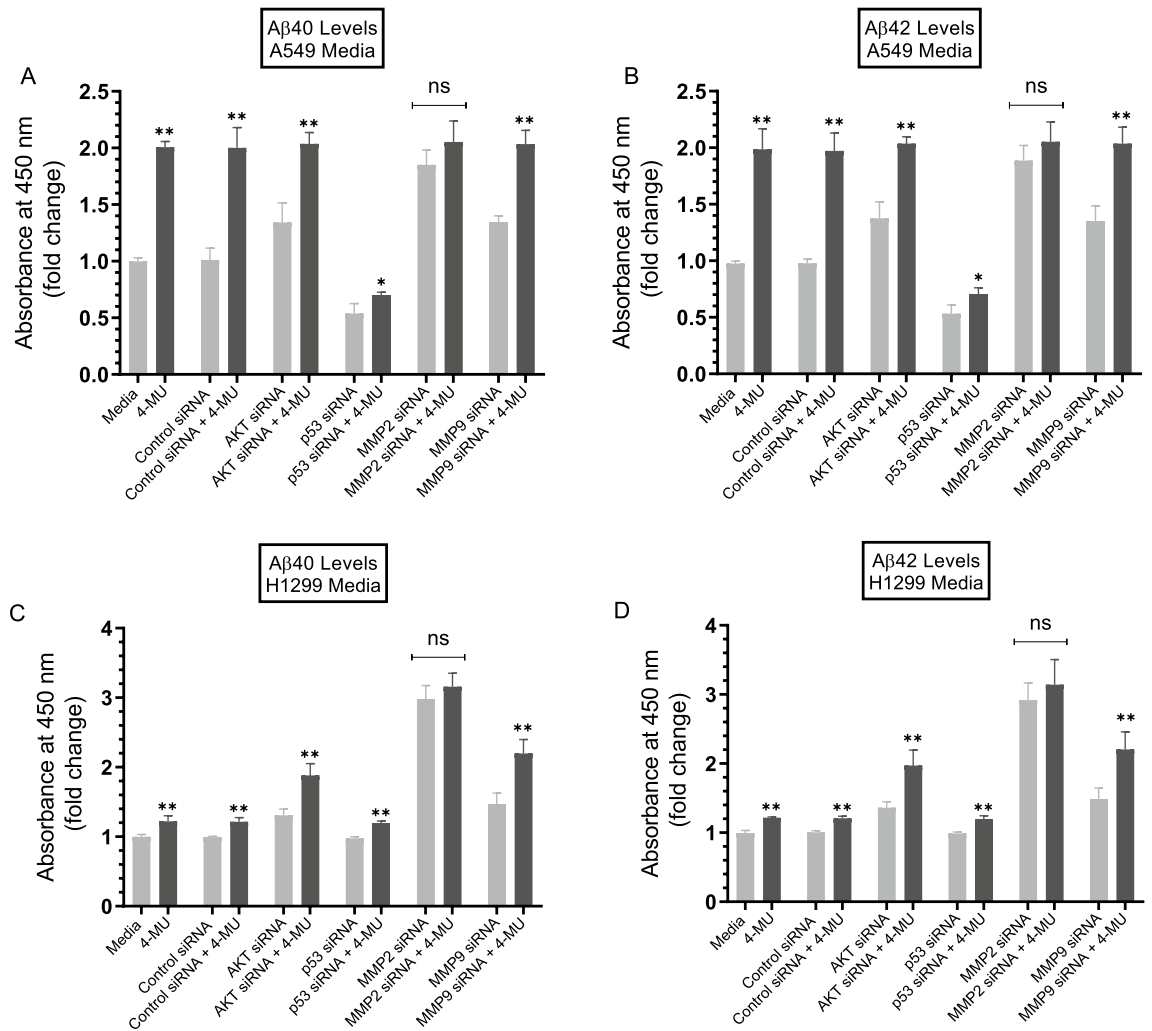 Aβ40 Levels
A549 Media
A
Absorbance at 450 nm
(fold change)
2.5
2.0
1.5
1.0
0.5
0.0
**
**
**
*
ns
**
Media
4-MU
Control siRNA
Control siRNA + 4-MU
AKT siRNA
AKT siRNA + 4-MU
p53 siRNA
p53 siRNA + 4-MU
MMP2 siRNA
MMP2 siRNA + 4-MU
MMP9 siRNA
MMP9 siRNA + 4-MU
Aβ42 Levels
A549 Media
B
Absorbance at 450 nm
(fold change)
2.5
2.0
1.5
1.0
0.5
0.0
**
**
**
*
ns
**
Media
4-MU
Control siRNA
Control siRNA + 4-MU
AKT siRNA
AKT siRNA + 4-MU
p53 siRNA
p53 siRNA + 4-MU
MMP2 siRNA
MMP2 siRNA + 4-MU
MMP9 siRNA
MMP9 siRNA + 4-MU
Aβ40 Levels
H1299 Media
C
Absorbance at 450 nm
(fold change)
4
3
2
1
0
**
**
**
**
ns
**
Media
4-MU
Control siRNA
Control siRNA + 4-MU
AKT siRNA
AKT siRNA + 4-MU
p53 siRNA
p53 siRNA + 4-MU
MMP2 siRNA
MMP2 siRNA + 4-MU
MMP9 siRNA
MMP9 siRNA + 4-MU
Aβ42 Levels
H1299 Media
D
Absorbance at 450 nm
(fold change)
4
3
2
1
0
**
**
**
**
ns
**
Media
4-MU
Control siRNA
Control siRNA + 4-MU
AKT siRNA
AKT siRNA + 4-MU
p53 siRNA
p53 siRNA + 4-MU
MMP2 siRNA
MMP2 siRNA + 4-MU
MMP9 siRNA
MMP9 siRNA + 4-MU